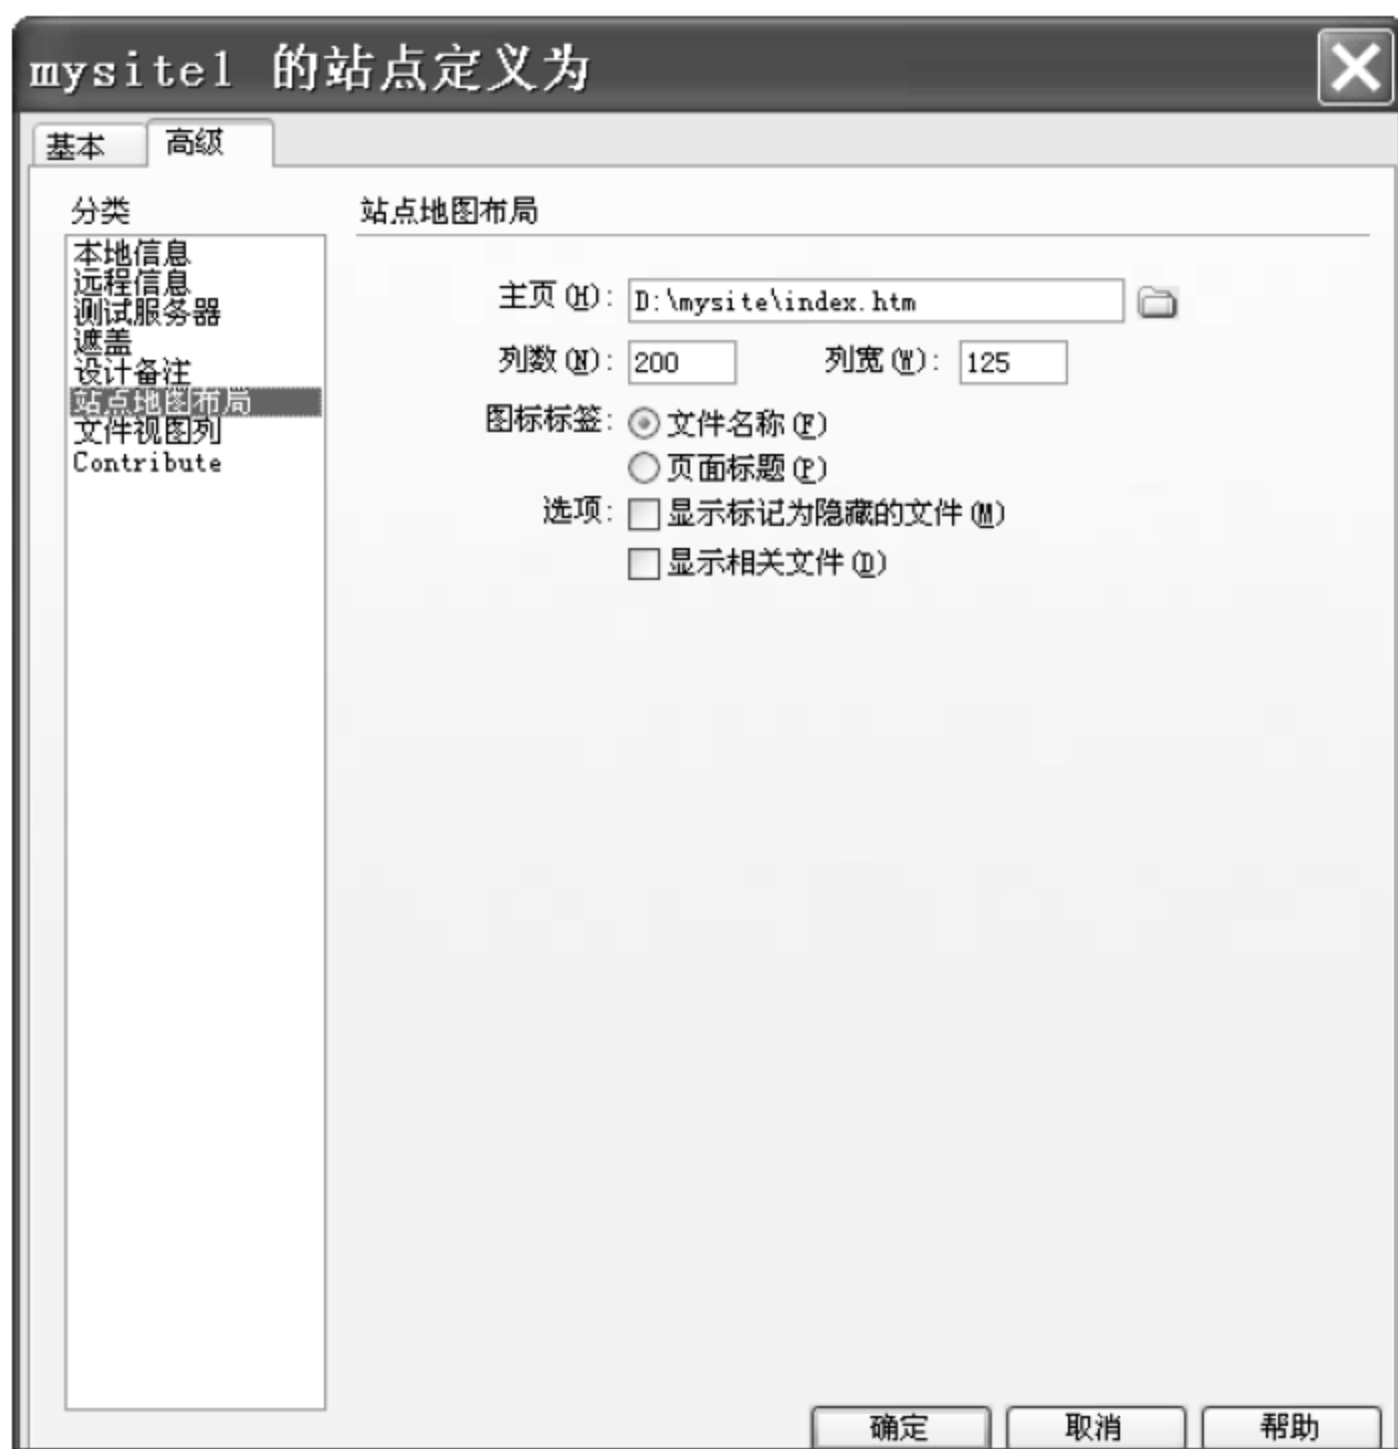 mysite1 的站点定义为
基本 高级
分类
本地信息
远程信息
测试服务器
遮盖
设计备注
站点地图布局
文件视图列
Contribute
站点地图布局
主页(H): D:\mysite\index.htm
列数(N): 200 列宽(W): 125
图标标签: 文件名称(F)
页面标题(P)
选项: 显示标记为隐藏的文件(M)
显示相关文件(D)
确定 取消 帮助